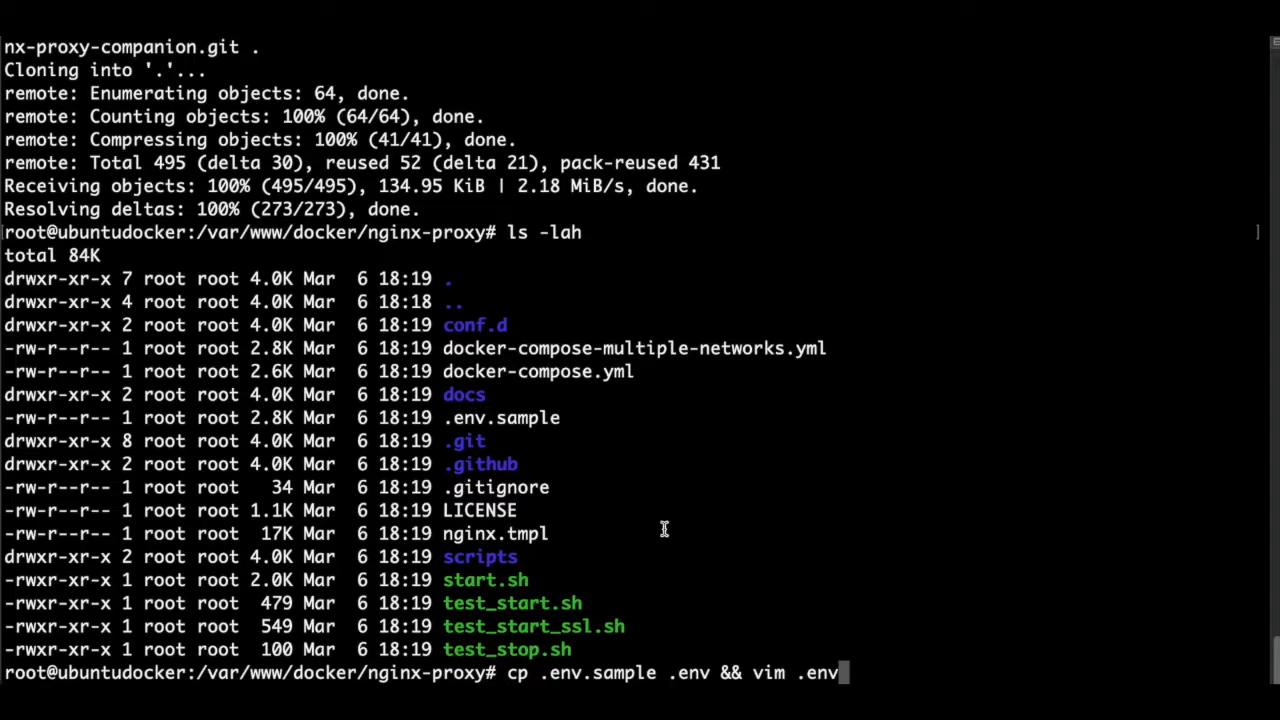 nx-proxy-companion.git .
Cloning into '.'...
remote: Enumerating objects: 64, done.
remote: Counting objects: 100% (64/64), done.
remote: Compressing objects: 100% (41/41), done.
remote: Total 495 (delta 30), reused 52 (delta 21), pack-reused 431
Receiving objects: 100% (495/495), 134.95 KiB | 2.18 MiB/s, done.
Resolving deltas: 100% (273/273), done.
[root@ubuntudocker:/var/www/docker/nginx-proxy# ls -lah ]
total 84K
drwxr-xr-x 7 root root 4.0K Mar  6 18:19 .
drwxr-xr-x 4 root root 4.0K Mar  6 18:18 ..
drwxr-xr-x 2 root root 4.0K Mar  6 18:19 conf.d
-rw-r--r-- 1 root root 2.8K Mar  6 18:19 docker-compose-multiple-networks.yml
-rw-r--r-- 1 root root 2.6K Mar  6 18:19 docker-compose.yml
drwxr-xr-x 2 root root 4.0K Mar  6 18:19 docs
-rw-r--r-- 1 root root 2.8K Mar  6 18:19 .env.sample
drwxr-xr-x 8 root root 4.0K Mar  6 18:19 .git
drwxr-xr-x 2 root root 4.0K Mar  6 18:19 .github
-rw-r--r-- 1 root root   34 Mar  6 18:19 .gitignore
-rw-r--r-- 1 root root 1.1K Mar  6 18:19 LICENSE
-rw-r--r-- 1 root root  17K Mar  6 18:19 nginx.tmpl
drwxr-xr-x 2 root root 4.0K Mar  6 18:19 scripts
-rwxr-xr-x 1 root root 2.0K Mar  6 18:19 start.sh
-rwxr-xr-x 1 root root  479 Mar  6 18:19 test_start.sh
-rwxr-xr-x 1 root root  549 Mar  6 18:19 test_start_ssl.sh
-rwxr-xr-x 1 root root  100 Mar  6 18:19 test_stop.sh
root@ubuntudocker:/var/www/docker/nginx-proxy# cp .env.sample .env && vim .env